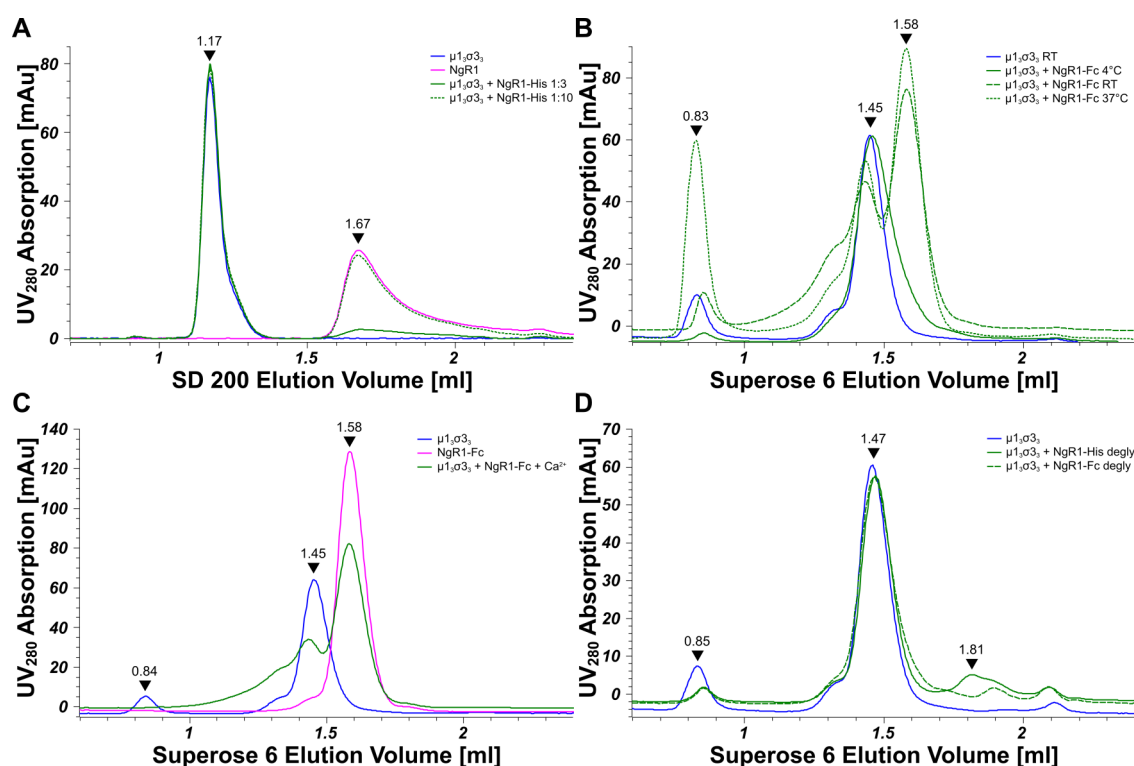 A
1.17
μ1₃σ3₃
NgR1
μ1₃σ3₃ + NgR1-His 1:3
μ1₃σ3₃ + NgR1-His 1:10
1.67
80
60
40
20
0
UV₂₈₀ Absorption [mAu]
1
1.5
2
SD 200 Elution Volume [ml]
B
1.58
μ1₃σ3₃ RT
μ1₃σ3₃ + NgR1-Fc 4°C
μ1₃σ3₃ + NgR1-Fc RT
μ1₃σ3₃ + NgR1-Fc 37°C
0.83
1.45
80
60
40
20
0
UV₂₈₀ Absorption [mAu]
1
1.5
2
Superose 6 Elution Volume [ml]
C
1.58
μ1₃σ3₃
NgR1-Fc
μ1₃σ3₃ + NgR1-Fc + Ca²⁺
1.45
0.84
140
120
100
80
60
40
20
0
UV₂₈₀ Absorption [mAu]
1
1.5
2
Superose 6 Elution Volume [ml]
D
1.47
μ1₃σ3₃
μ1₃σ3₃ + NgR1-His degly
μ1₃σ3₃ + NgR1-Fc degly
0.85
1.81
70
60
50
40
30
20
10
0
UV₂₈₀ Absorption [mAu]
1
1.5
2
Superose 6 Elution Volume [ml]